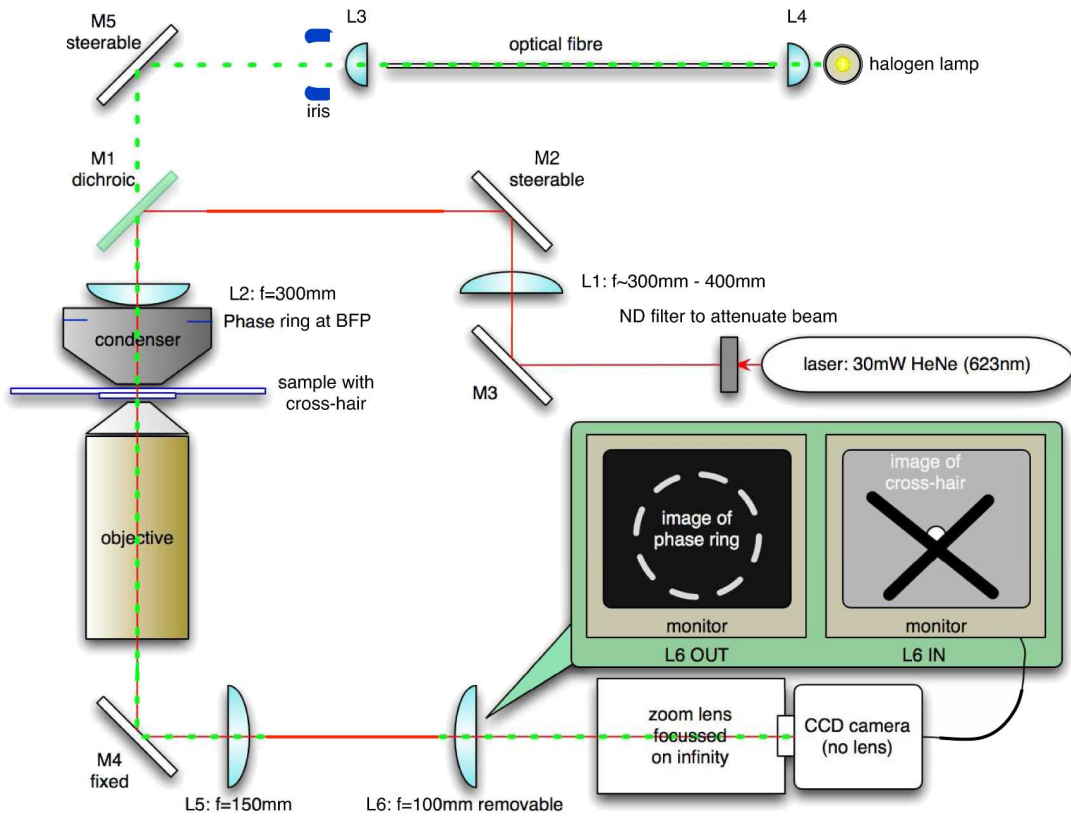 M5
steerable
L3
L4
optical fibre
halogen lamp
iris
M1
dichroic
M2
steerable
L1: f~300mm - 400mm
L2: f=300mm
Phase ring at BFP
condenser
ND filter to attenuate beam
laser: 30mW HeNe (623nm)
sample with
cross-hair
M3
objective
image of
phase ring
image of
cross-hair
monitor
monitor
L6 OUT
L6 IN
zoom lens
focussed
on infinity
CCD camera
(no lens)
M4
fixed
L5: f=150mm
L6: f=100mm removable